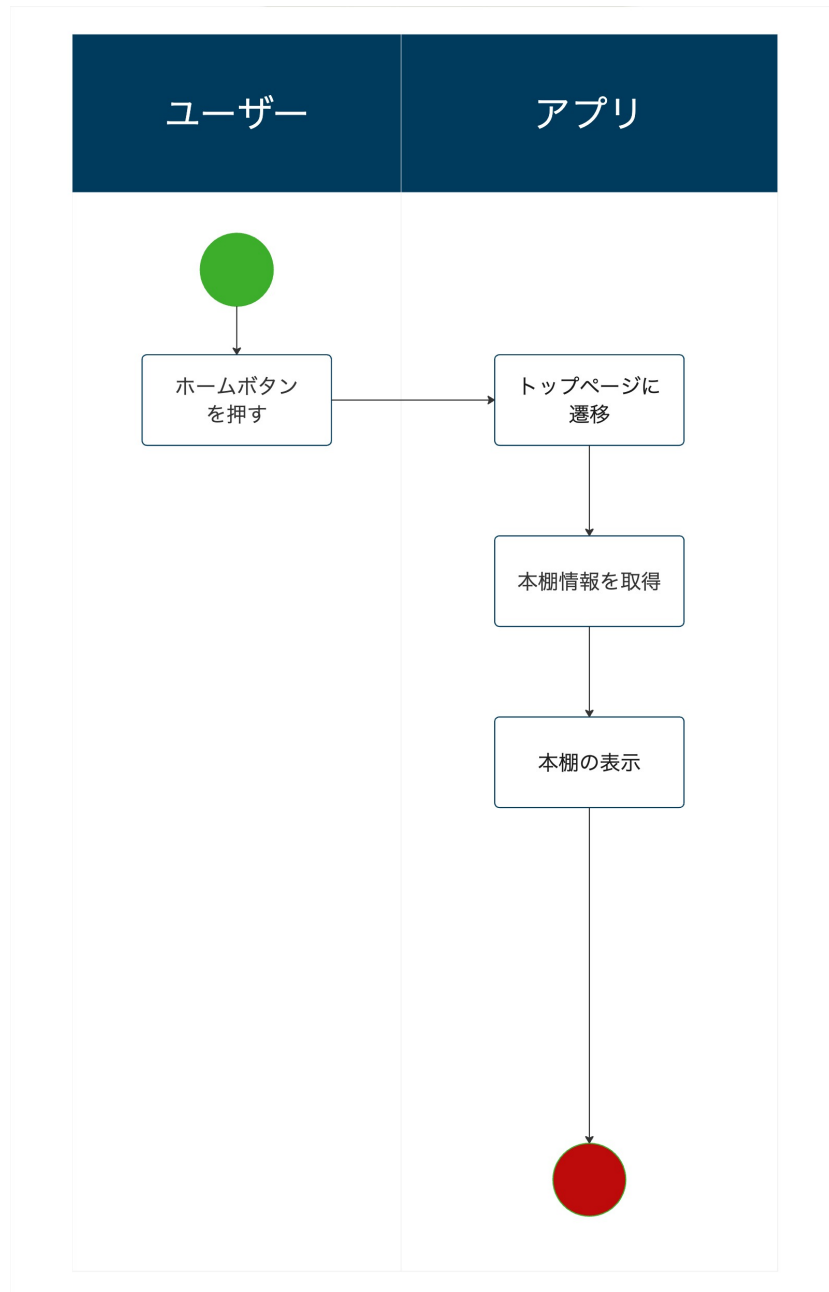 ユーザー
アプリ
ホームボタン
を押す
トップページに
遷移
本棚情報を取得
本棚の表示